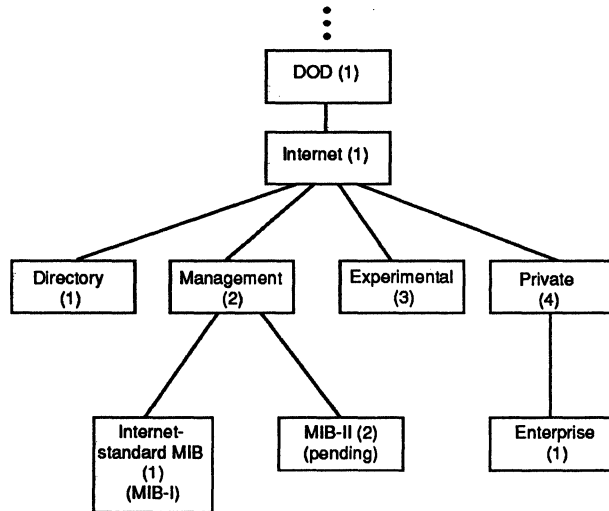 DOD (1)
Internet (1)
Directory
(1)
Management
(2)
Experimental
(3)
Private
(4)
Internet-
standard MIB
(1)
(MIB-I)
MIB-II (2)
(pending)
Enterprise
(1)